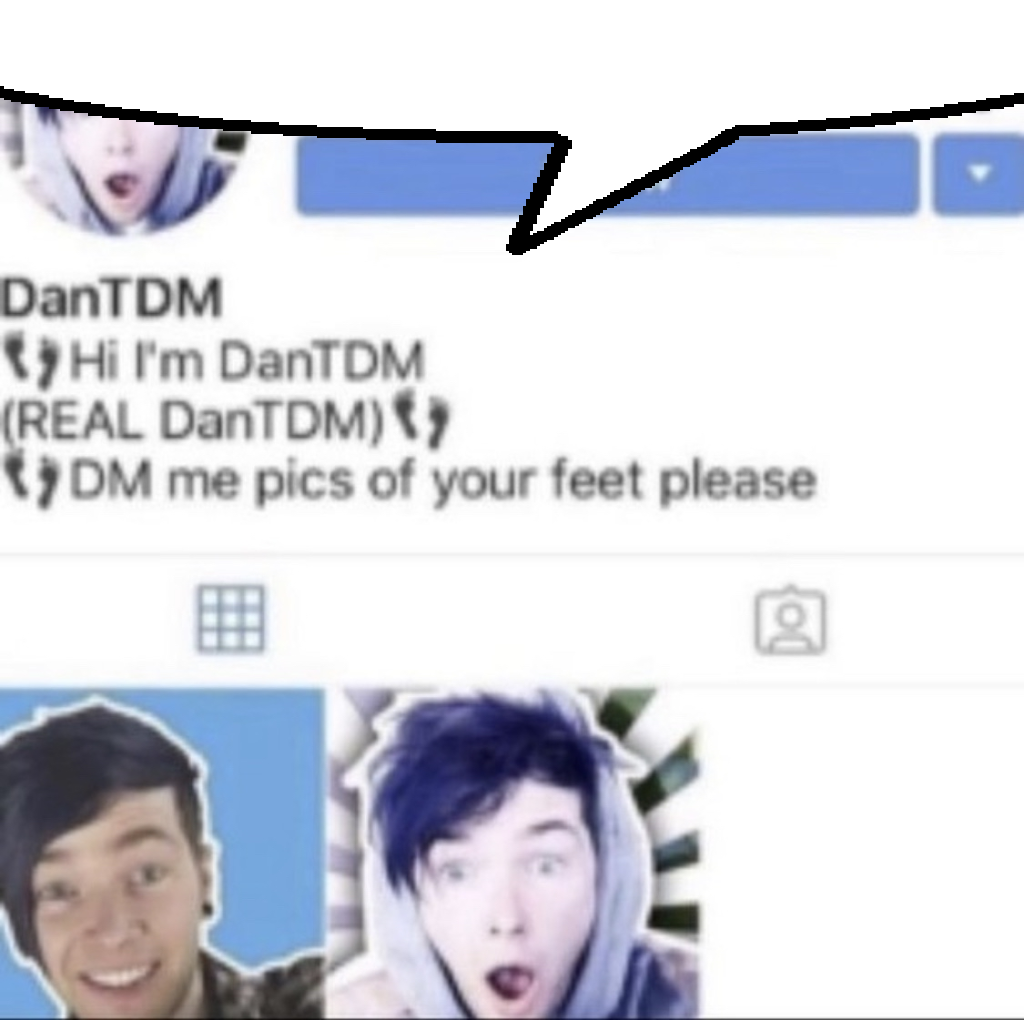 DanTDM
👣Hi I'm DanTDM
(REAL DanTDM)👣
👣DM me pics of your feet please